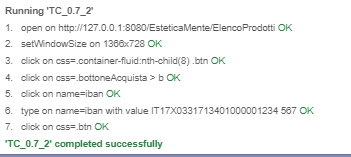 Running 'TC_0.7_2'
1. open on http://127.0.0.1:8080/EsteticaMente/ElencoProdotti OK
2. setWindowSize on 1366x728 OK
3. click on css=.container-fluid:nth-child(8) .btn OK
4. click on css=.bottoneAcquista > b OK
5. click on name=iban OK
6. type on name=iban with value IT17X0331713401000001234 567 OK
7. click on css=.btn OK
'TC_0.7_2' completed successfully